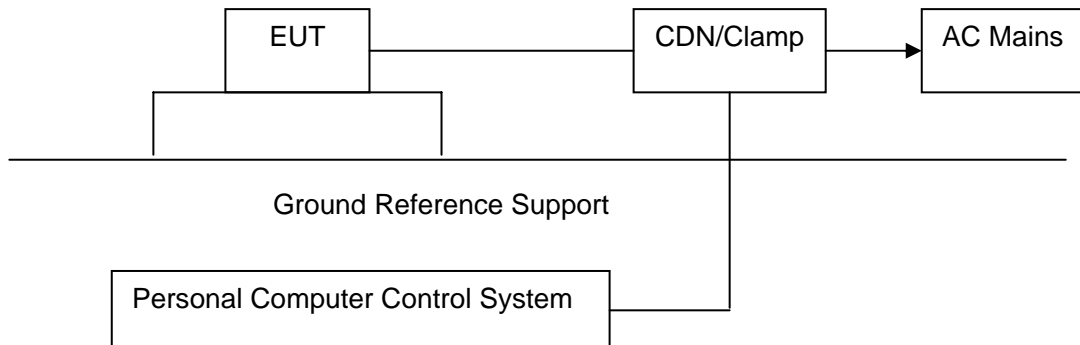 EUT
CDN/Clamp
AC Mains
Ground Reference Support
Personal Computer Control System